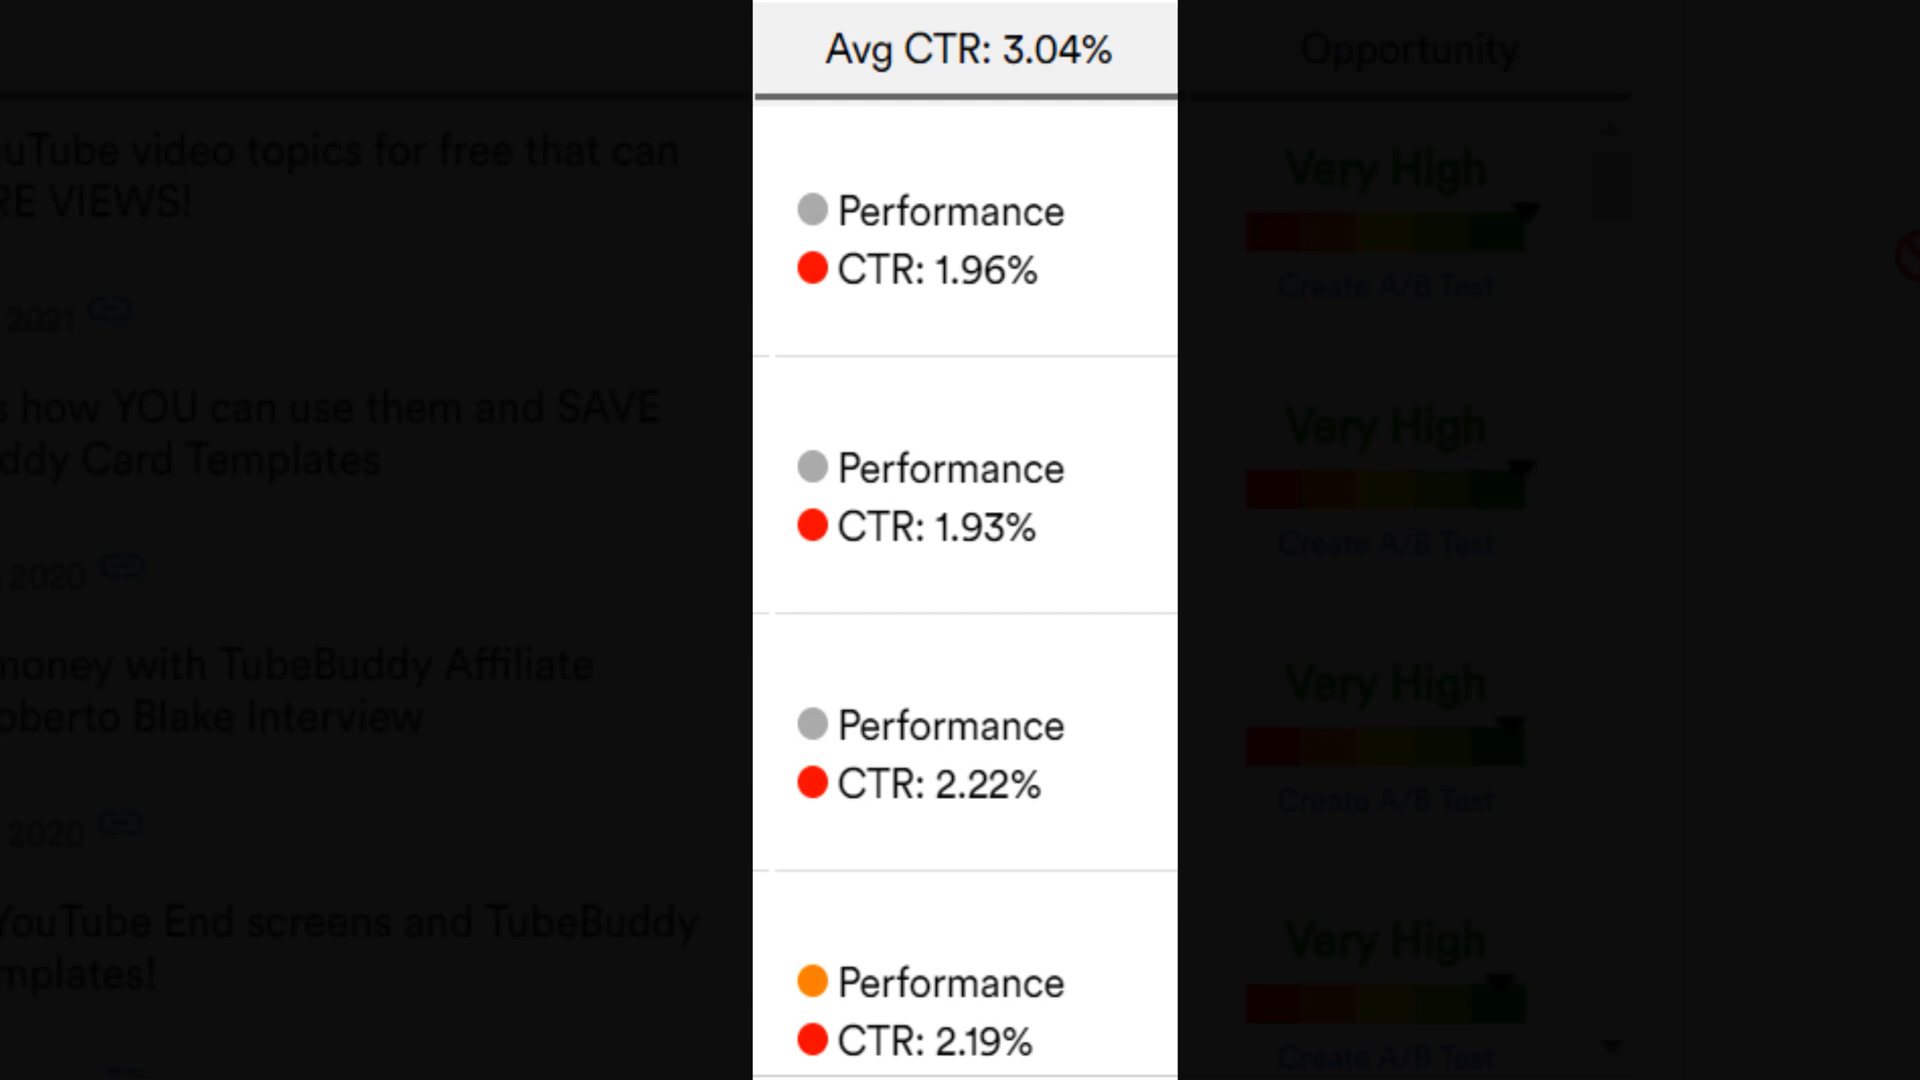 Avg CTR: 3.04%
Opportunity
uTube video topics for free that can
RE VIEWS!
2021
Performance
CTR: 1.96%
Very High
Create A/B Test
s how YOU can use them and SAVE
ddy Card Templates
2020
Performance
CTR: 1.93%
Very High
Create A/B Test
money with TubeBuddy Affiliate
oberto Blake Interview
2020
Performance
CTR: 2.22%
Very High
Create A/B Test
YouTube End screens and TubeBuddy
mplates!
Performance
CTR: 2.19%
Very High
Create A/B Test